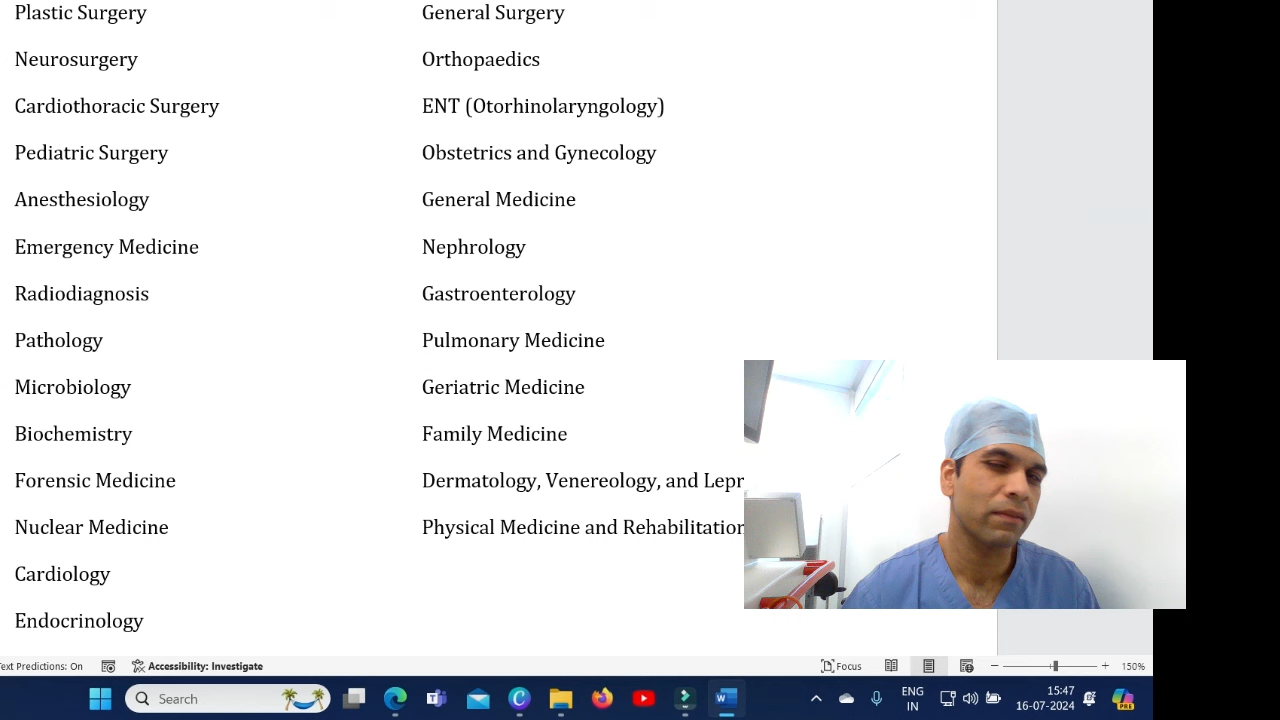 Plastic Surgery
General Surgery
Neurosurgery
Orthopaedics
Cardiothoracic Surgery
ENT (Otorhinolaryngology)
Pediatric Surgery
Obstetrics and Gynecology
Anesthesiology
General Medicine
Emergency Medicine
Nephrology
Radiodiagnosis
Gastroenterology
Pathology
Pulmonary Medicine
Microbiology
Geriatric Medicine
Biochemistry
Family Medicine
Forensic Medicine
Dermatology, Venereology, and Lepr
Nuclear Medicine
Physical Medicine and Rehabilitation
Cardiology
Endocrinology
ext Predictions: On
Accessibility: Investigate
Focus
150%
Search
ENG
IN
15:47
16-07-2024
PRE